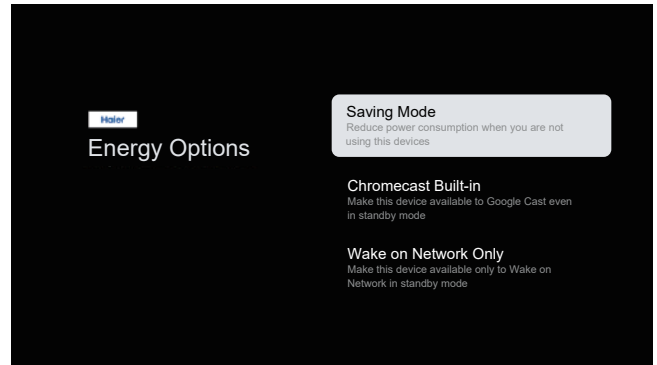 Haier
Energy Options
Saving Mode
Reduce power consumption when you are not
using this devices
Chromecast Built-in
Make this device available to Google Cast even
in standby mode
Wake on Network Only
Make this device available only to Wake on
Network in standby mode